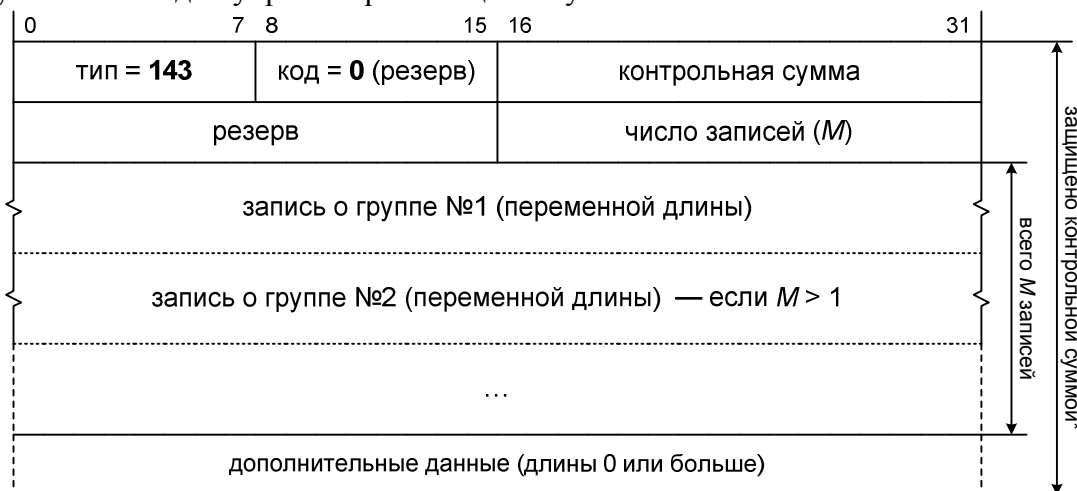 0 7 8 15 16 31
тип = 143 код = 0 (резерв) контрольная сумма
резерв число записей (M)
запись о группе №1 (переменной длины)
запись о группе №2 (переменной длины) — если M > 1
...
дополнительные данные (длины 0 или больше)
всего M записей
защищено контрольной суммой*